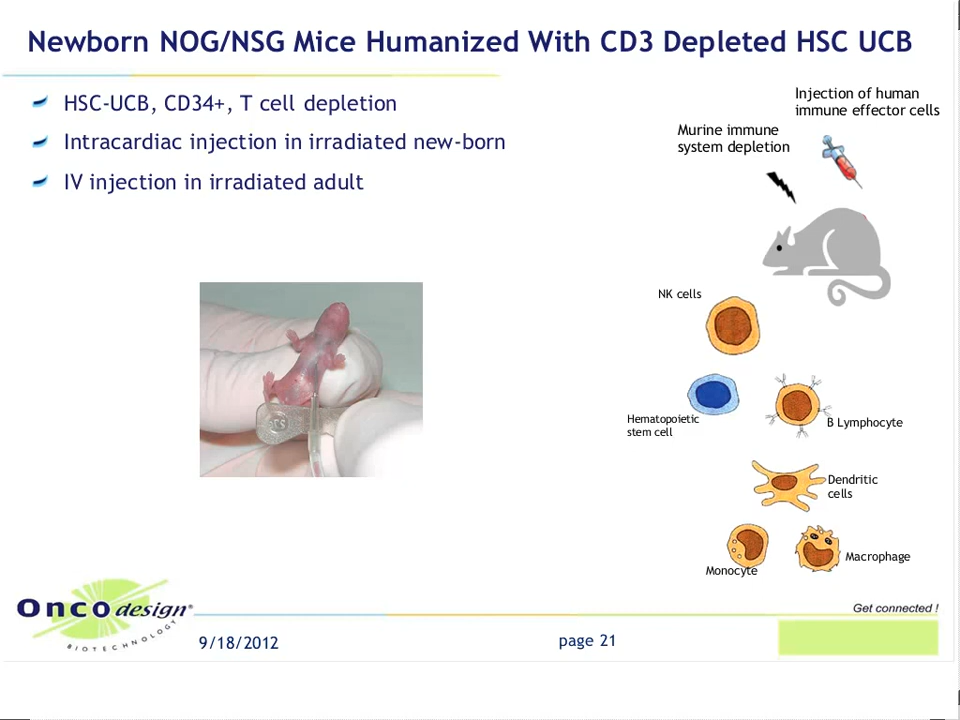 Newborn NOG/NSG Mice Humanized With CD3 Depleted HSC UCB
HSC-UCB, CD34+, T cell depletion
Intracardiac injection in irradiated new-born
IV injection in irradiated adult
Injection of human
immune effector cells
Murine immune
system depletion
NK cells
Hematopoietic
stem cell
B Lymphocyte
Dendritic
cells
Monocyte
Macrophage
Oncodesign®
BIOTECHNOLOGY
Get connected !
9/18/2012
page 21